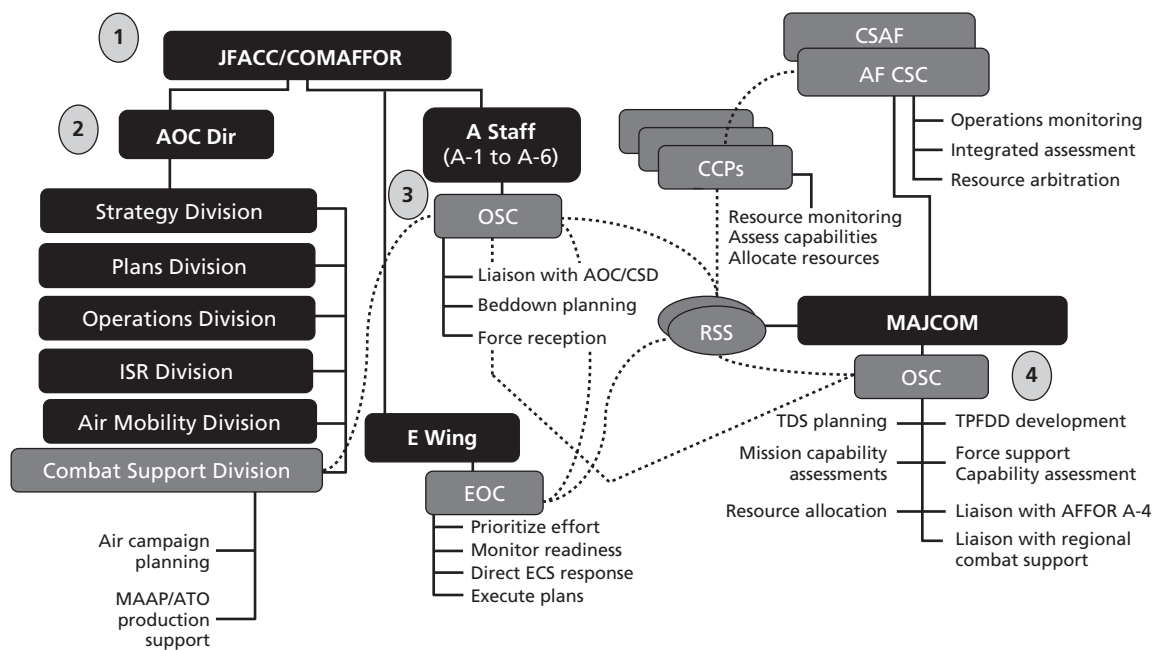 1
JFACC/COMAFFOR
2
AOC Dir
Strategy Division
Plans Division
Operations Division
ISR Division
Air Mobility Division
Combat Support Division
Air campaign
planning
MAAP/ATO
production
support
A Staff
(A-1 to A-6)
3
OSC
Liaison with AOC/CSD
Beddown planning
Force reception
E Wing
EOC
Prioritize effort
Monitor readiness
Direct ECS response
Execute plans
CSAF
AF CSC
Operations monitoring
Integrated assessment
Resource arbitration
CCPs
Resource monitoring
Assess capabilities
Allocate resources
RSS
MAJCOM
OSC
4
TDS planning
Mission capability
assessments
Resource allocation
TPFDD development
Force support
Capability assessment
Liaison with AFFOR A-4
Liaison with regional
combat support